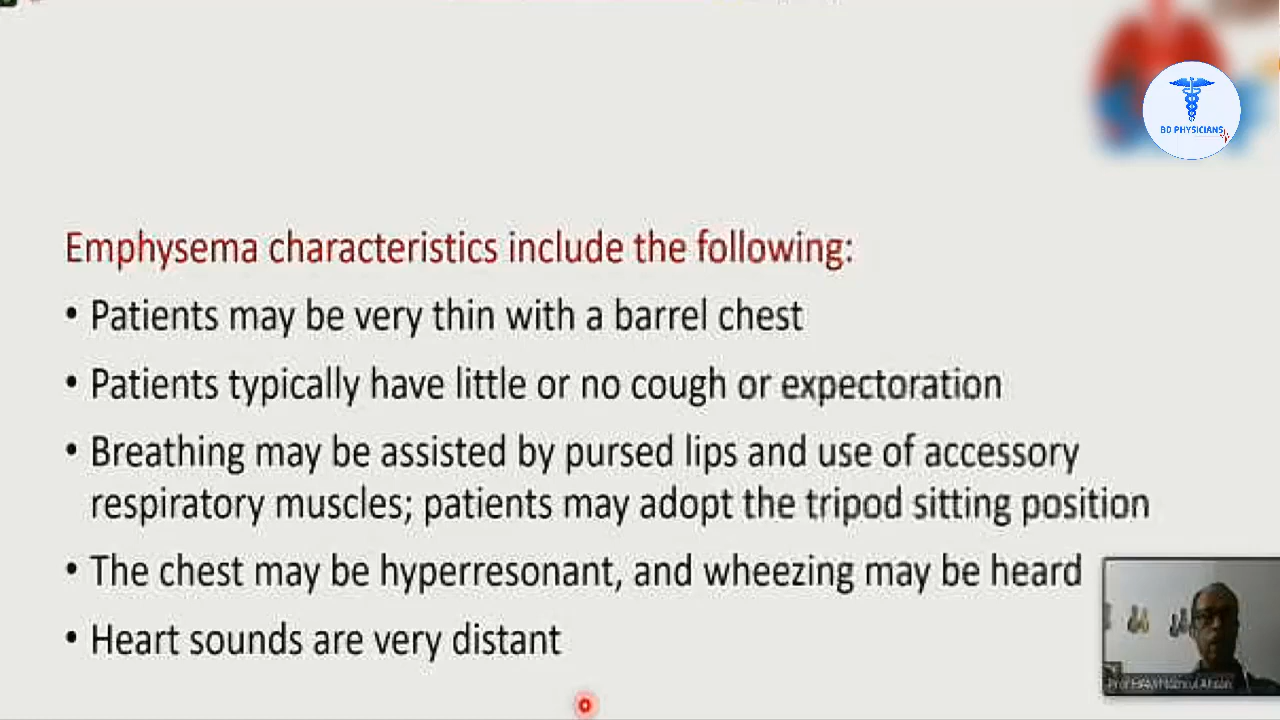 BD PHYSICIANS
Emphysema characteristics include the following:
• Patients may be very thin with a barrel chest
• Patients typically have little or no cough or expectoration
• Breathing may be assisted by pursed lips and use of accessory
respiratory muscles; patients may adopt the tripod sitting position
• The chest may be hyperresonant, and wheezing may be heard
• Heart sounds are very distant